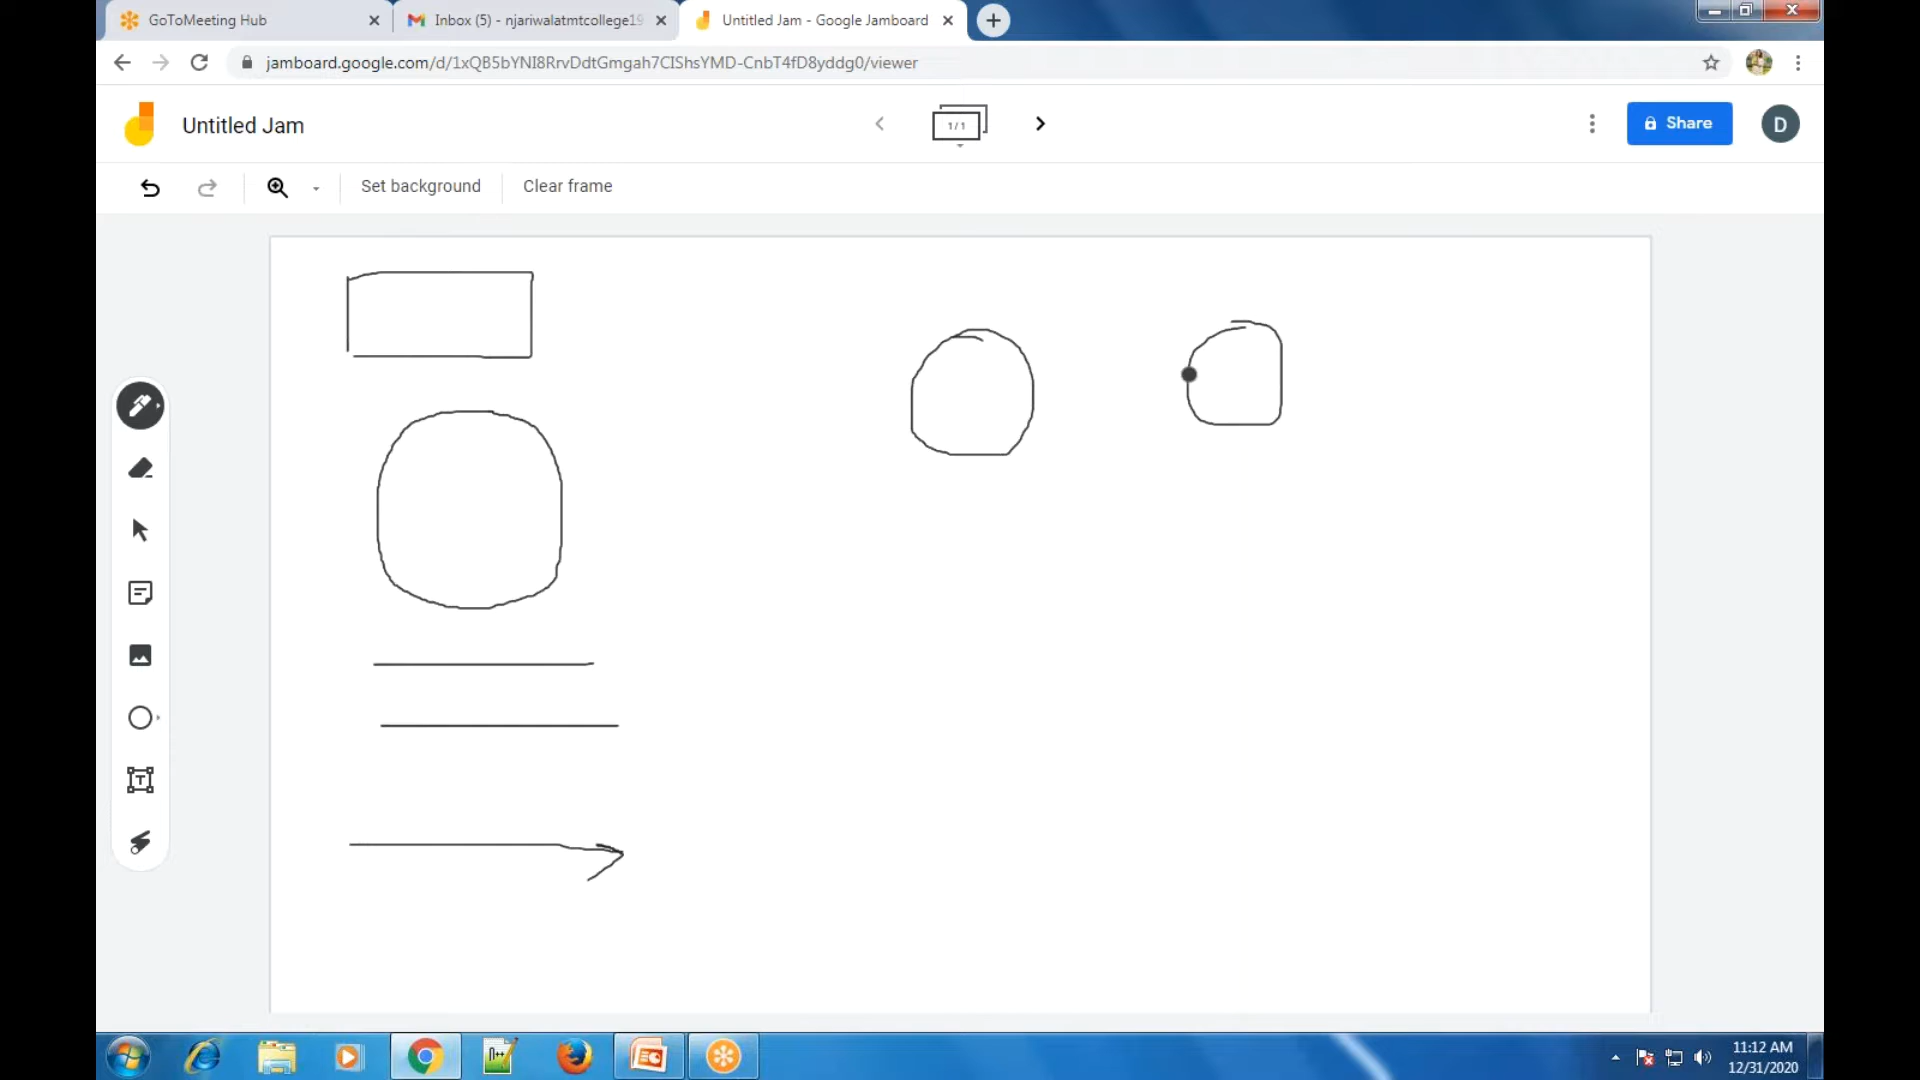 GoToMeeting Hub
Inbox (5) - njariwalatmtcollege19
Untitled Jam - Google Jamboard
jamboard.google.com/d/1xQB5bYNI8RrvDdtGmgah7CIShsYMD-CnbT4fD8yddg0/viewer
Untitled Jam
1 / 1
Share
D
Set background
Clear frame
T
n++
11:12 AM
12/31/2020